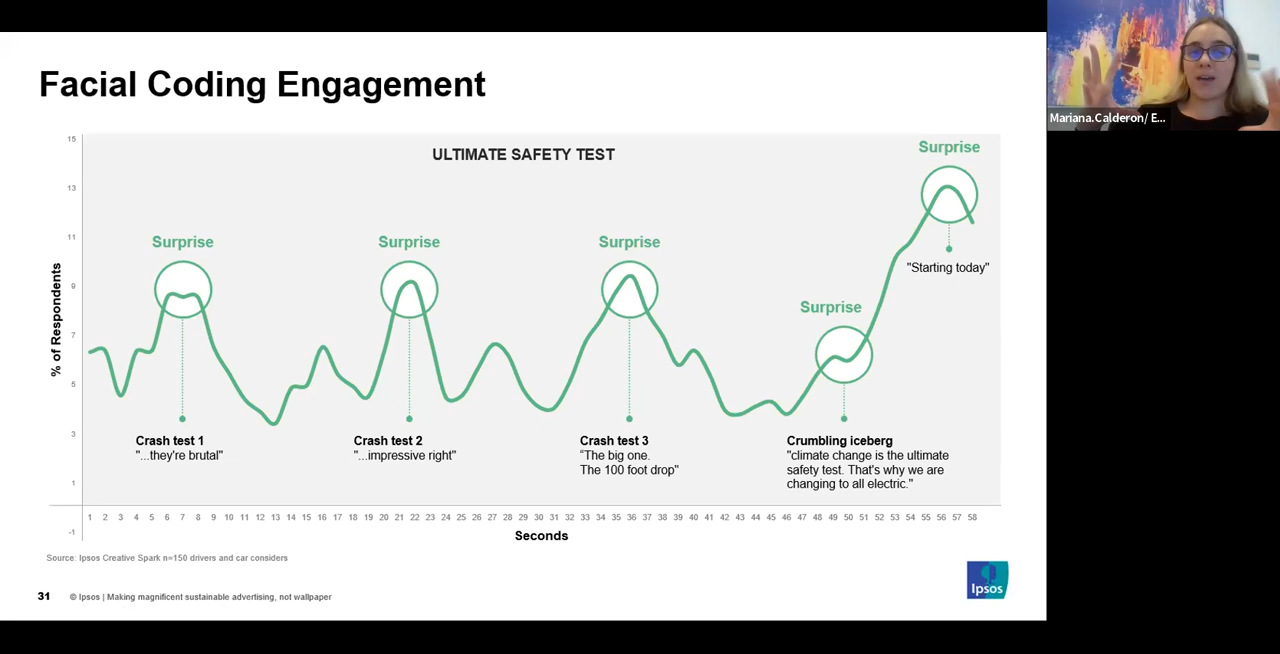 Facial Coding Engagement
Mariana.Calderon/ E...
ULTIMATE SAFETY TEST
% of Respondents
15
13
11
9
7
5
3
1
-1
Surprise
Surprise
Surprise
Surprise
Surprise
"Starting today"
Crash test 1
"...they're brutal"
Crash test 2
"...impressive right"
Crash test 3
“The big one.
The 100 foot drop"
Crumbling iceberg
"climate change is the ultimate
safety test. That's why we are
changing to all electric."
1 2 3 4 5 6 7 8 9 10 11 12 13 14 15 16 17 18 19 20 21 22 23 24 25 26 27 28 29 30 31 32 33 34 35 36 37 38 39 40 41 42 43 44 45 46 47 48 49 50 51 52 53 54 55 56 57 58
Seconds
Source: Ipsos Creative Spark n=150 drivers and car considers
31 © Ipsos | Making magnificent sustainable advertising, not wallpaper
Ipsos